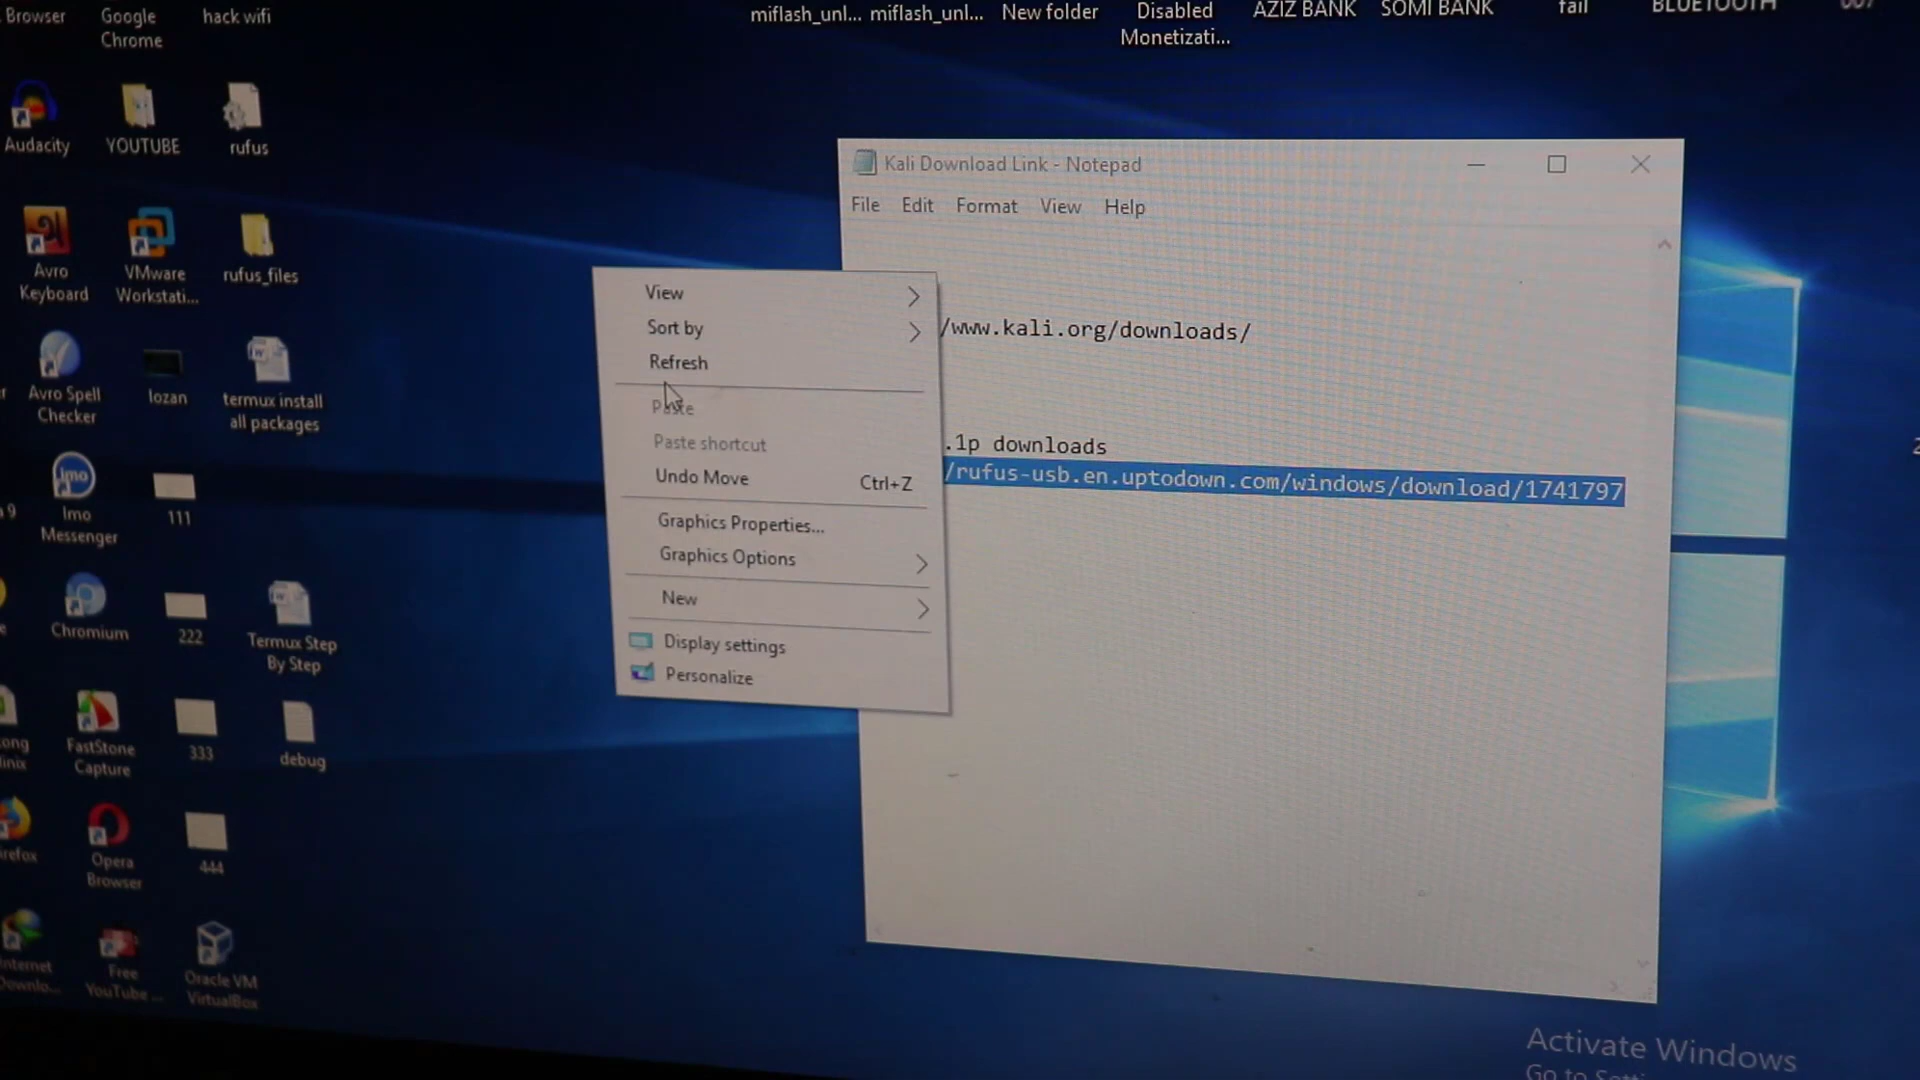 Browser
Google
Chrome
hack wifi
miflash_unl...
miflash_unl...
New folder
Disabled
Monetizati...
AZIZ BANK
SOMI BANK
fail
BLUETOOTH
Audacity
YOUTUBE
rufus
Avro
Keyboard
VMware
Workstati...
rufus_files
Avro Spell
Checker
lozan
termux install
all packages
Imo
Messenger
111
Chromium
222
Termux Step
By Step
FastStone
Capture
333
debug
irefox
Opera
Browser
444
Internet
Downlo...
Free
YouTube ...
Oracle VM
VirtualBox
Kali Download Link - Notepad
File Edit Format View Help
/www.kali.org/downloads/
.1p downloads
/rufus-usb.en.uptodown.com/windows/download/1741797
View
Sort by
Refresh
Paste
Paste shortcut
Undo Move Ctrl+Z
Graphics Properties...
Graphics Options
New
Display settings
Personalize
Activate Windows